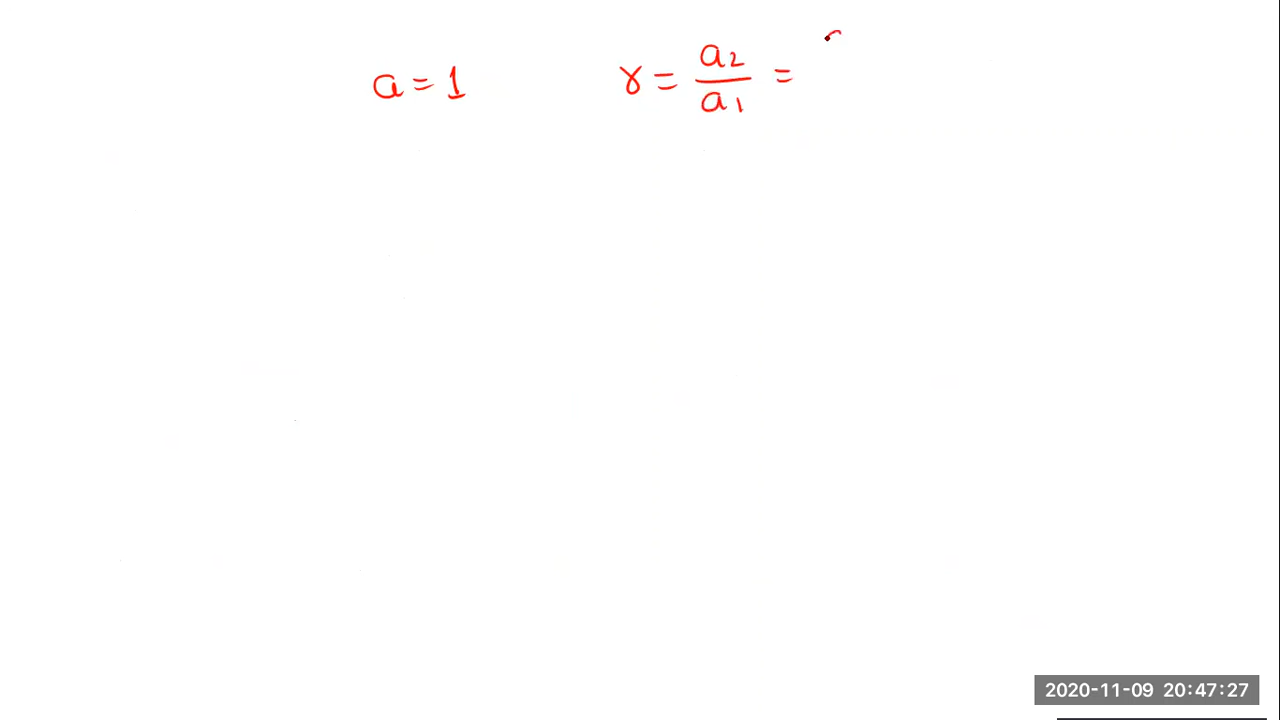 a = 1 r = a₂/a₁ =
2020-11-09 20:47:27